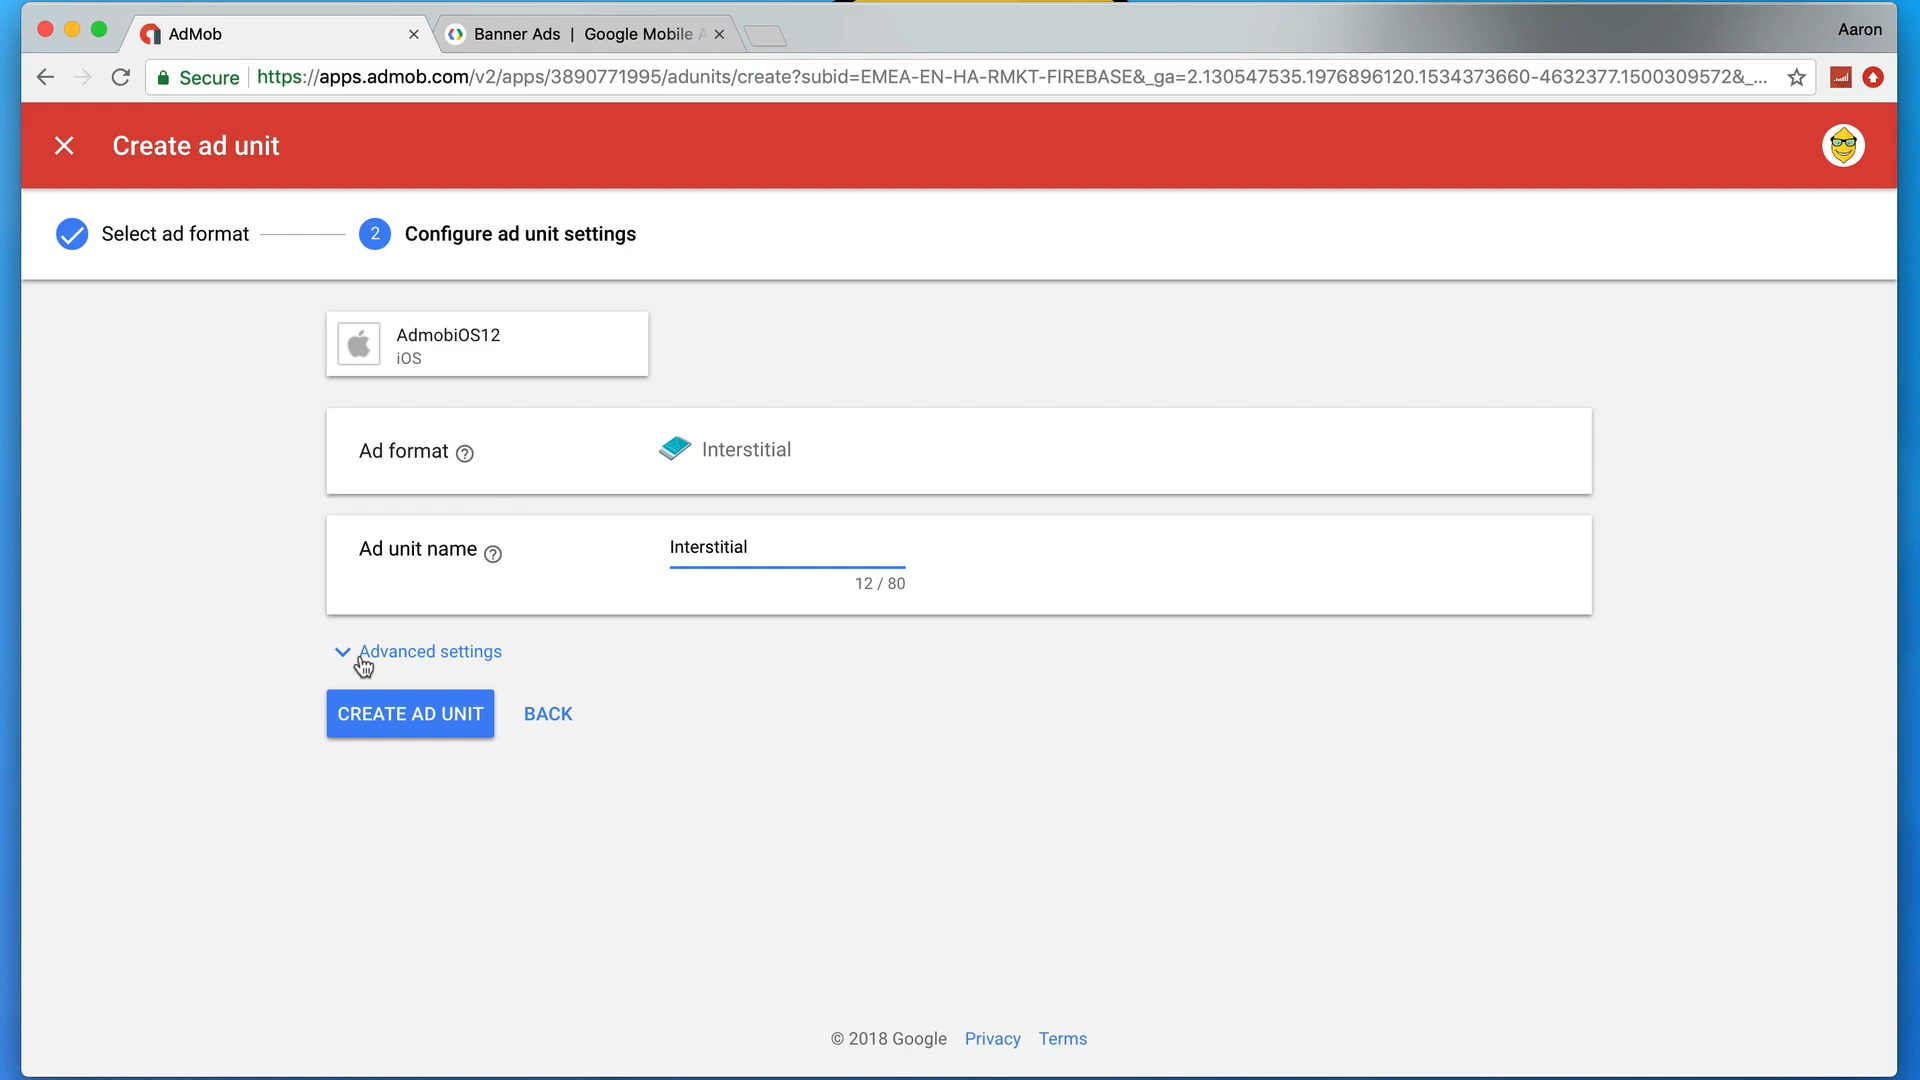 AdMob
Banner Ads | Google Mobile A
Aaron
Secure
https://apps.admob.com/v2/apps/3890771995/adunits/create?subid=EMEA-EN-HA-RMKT-FIREBASE&_ga=2.130547535.1976896120.1534373660-4632377.1500309572&_...
Create ad unit
Select ad format
2 Configure ad unit settings
AdmobiOS12
iOS
Ad format ?
Interstitial
Ad unit name ?
Interstitial
12 / 80
Advanced settings
CREATE AD UNIT
BACK
© 2018 Google Privacy Terms